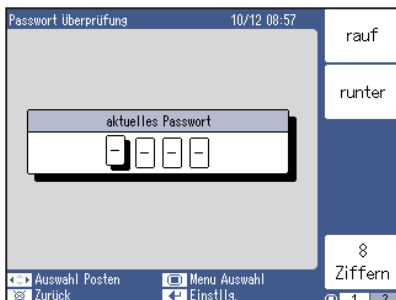 Passwort Überprüfung 10/12 08:57
rauf
runter
aktuelles Passwort
- - - -
8
Ziffern
Auswahl Posten Menu Auswahl
Zurück Einstllg.
1 2